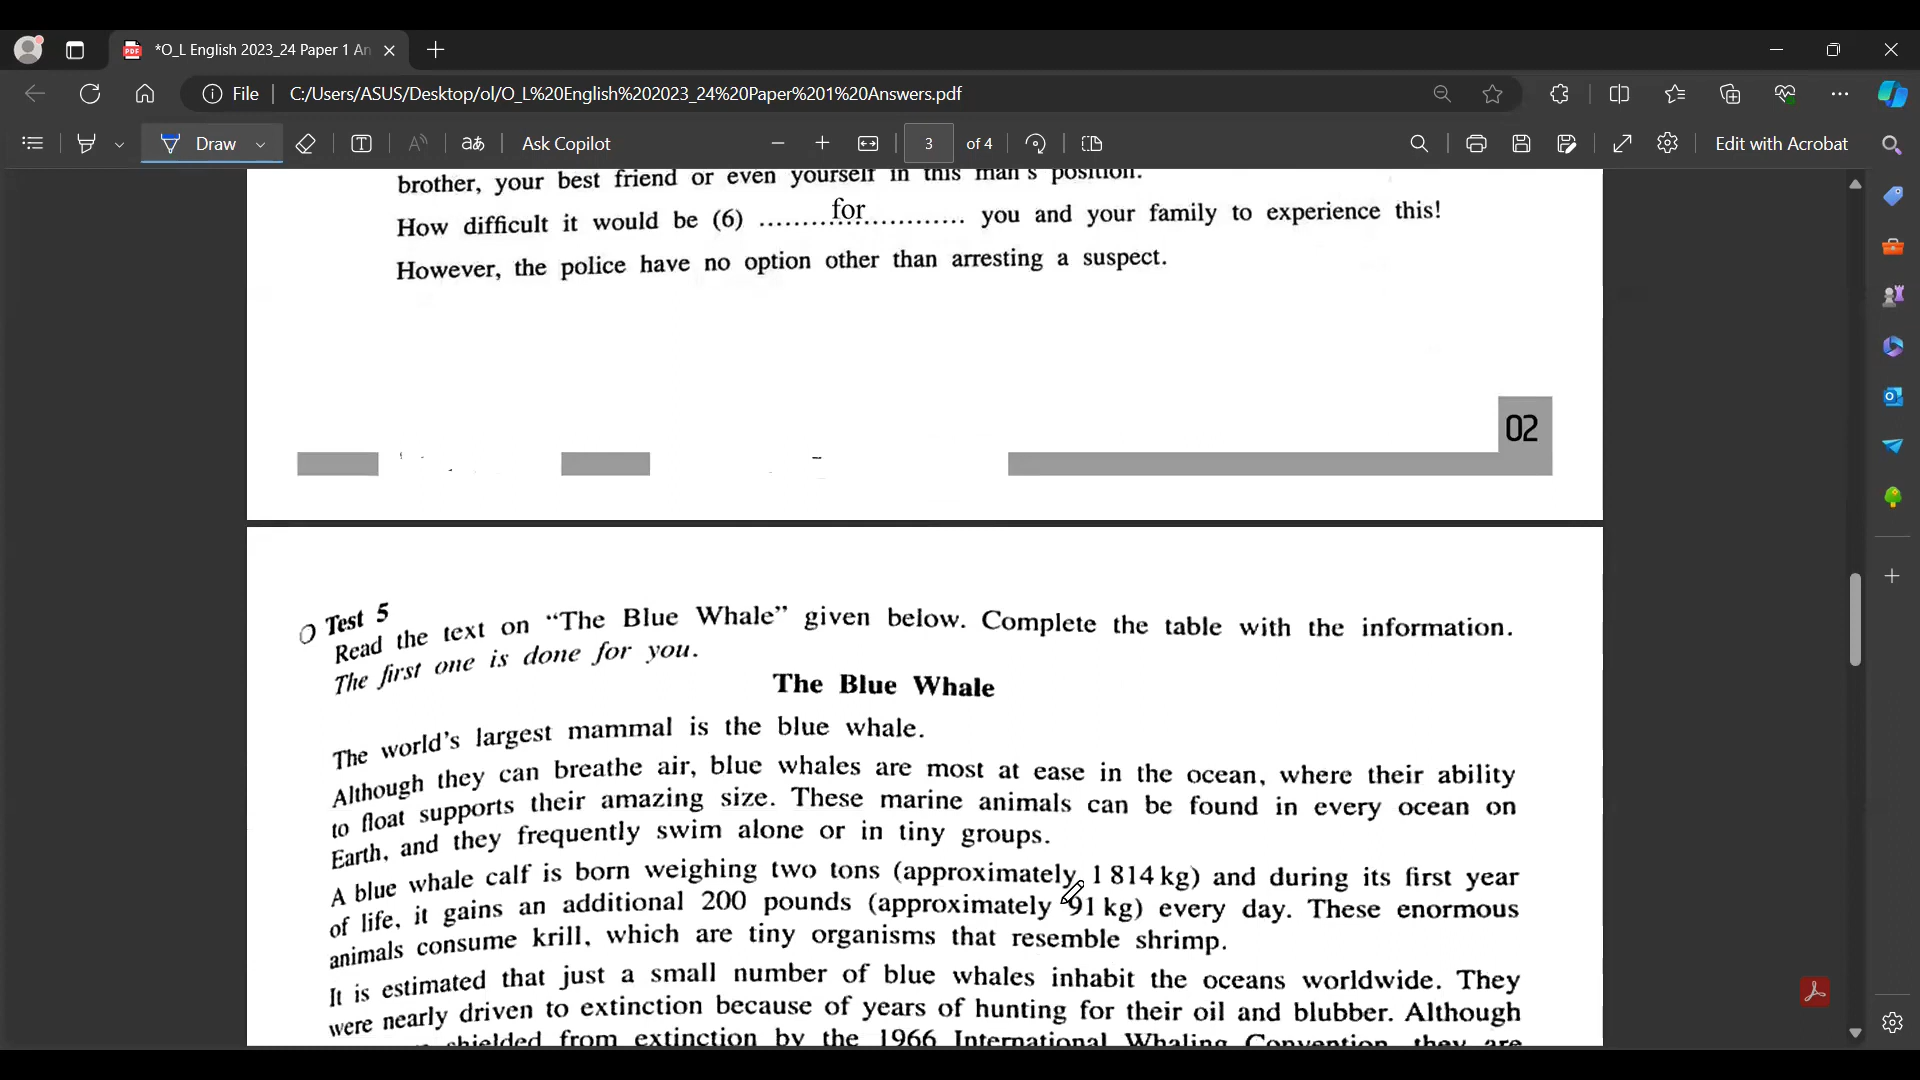 *O_L English 2023_24 Paper 1 An
File
C:/Users/ASUS/Desktop/ol/O_L%20English%202023_24%20Paper%201%20Answers.pdf
Draw
Ask Copilot
3 of 4
Edit with Acrobat
brother, your best friend or even yourself in this man's position.
How difficult it would be (6) ........for............ you and your family to experience this!
However, the police have no option other than arresting a suspect.
02
Test 5
Read the text on “The Blue Whale” given below. Complete the table with the information.
The first one is done for you.
The Blue Whale
The world's largest mammal is the blue whale.
Although they can breathe air, blue whales are most at ease in the ocean, where their ability
to float supports their amazing size. These marine animals can be found in every ocean on
Earth, and they frequently swim alone or in tiny groups.
A blue whale calf is born weighing two tons (approximately 1 814 kg) and during its first year
of life, it gains an additional 200 pounds (approximately 91 kg) every day. These enormous
animals consume krill, which are tiny organisms that resemble shrimp.
It is estimated that just a small number of blue whales inhabit the oceans worldwide. They
were nearly driven to extinction because of years of hunting for their oil and blubber. Although
shielded from extinction by the 1966 International Whaling Convention, they are